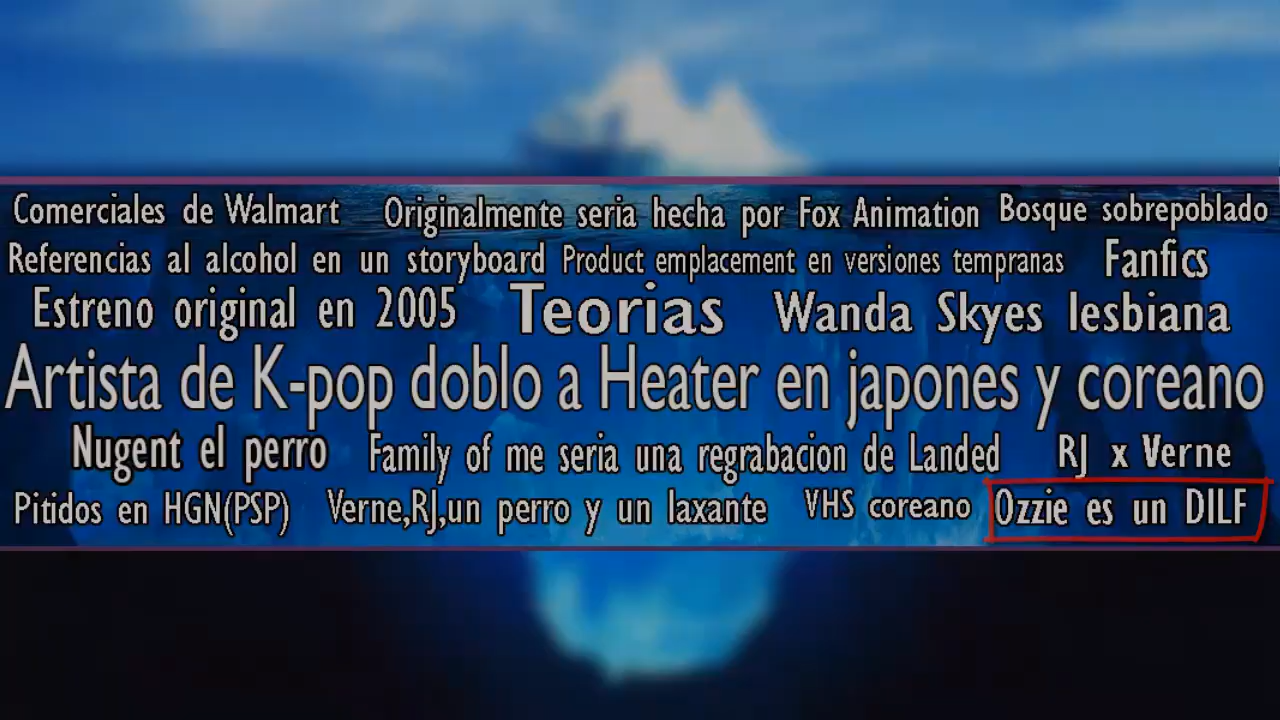 Comerciales de Walmart Originalmente seria hecha por Fox Animation Bosque sobrepoblado
Referencias al alcohol en un storyboard Product emplacement en versiones tempranas Fanfics
Estreno original en 2005 Teorias Wanda Skyes lesbiana
Artista de K-pop doblo a Heater en japones y coreano
Nugent el perro Family of me seria una regrabacion de Landed RJ x Verne
Pitidos en HGN(PSP) Verne,RJ,un perro y un laxante VHS coreano Ozzie es un DILF